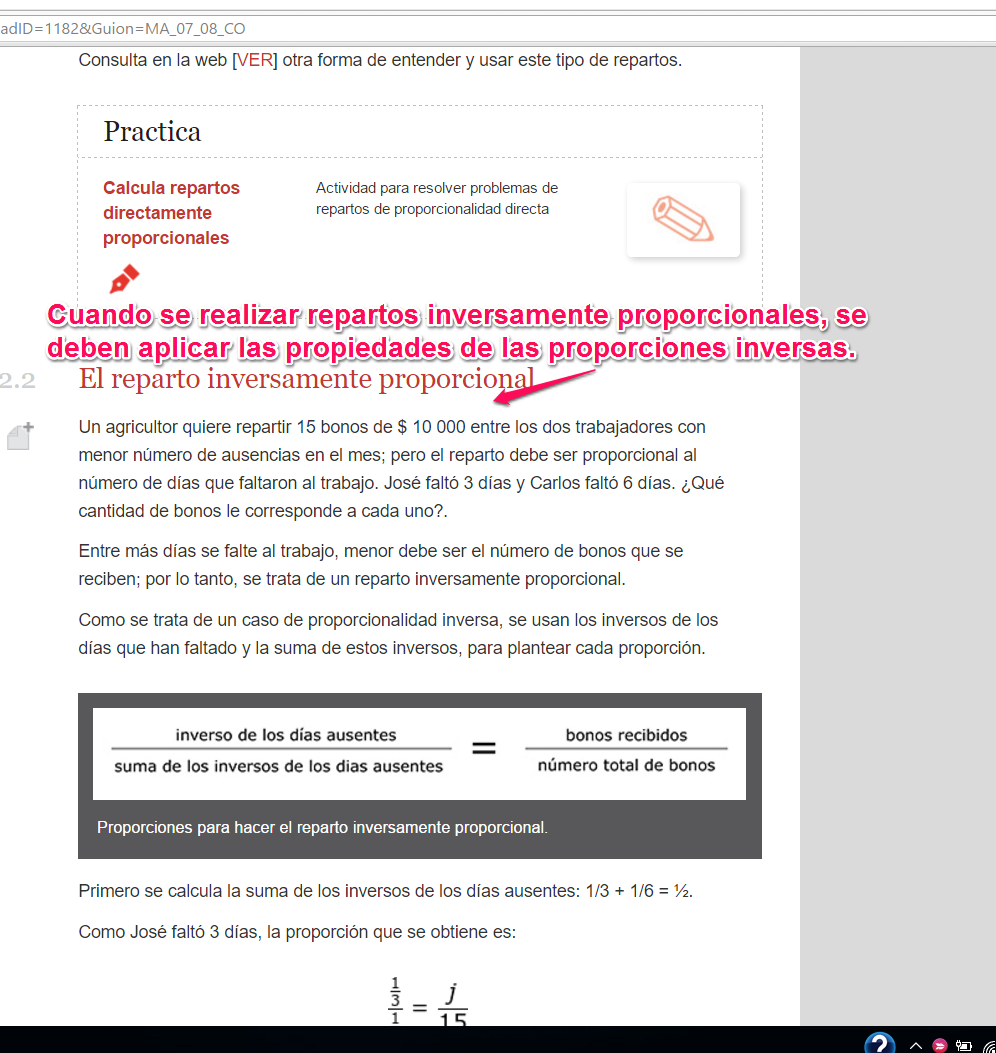 adID=1182&Guion=MA_07_08_CO
Consulta en la web [VER] otra forma de entender y usar este tipo de repartos.
Practica
Calcula repartos
directamente
proporcionales
Actividad para resolver problemas de
repartos de proporcionalidad directa
Cuando se realizar repartos inversamente proporcionales, se
deben aplicar las propiedades de las proporciones inversas.
2.2
El reparto inversamente proporcional
Un agricultor quiere repartir 15 bonos de $ 10 000 entre los dos trabajadores con
menor número de ausencias en el mes; pero el reparto debe ser proporcional al
número de días que faltaron al trabajo. José faltó 3 días y Carlos faltó 6 días. ¿Qué
cantidad de bonos le corresponde a cada uno?.
Entre más días se falte al trabajo, menor debe ser el número de bonos que se
reciben; por lo tanto, se trata de un reparto inversamente proporcional.
Como se trata de un caso de proporcionalidad inversa, se usan los inversos de los
días que han faltado y la suma de estos inversos, para plantear cada proporción.
inverso de los días ausentes
suma de los inversos de los dias ausentes
=
bonos recibidos
número total de bonos
Proporciones para hacer el reparto inversamente proporcional.
Primero se calcula la suma de los inversos de los días ausentes: 1/3 + 1/6 = ½.
Como José faltó 3 días, la proporción que se obtiene es:
1
3
1
=
j
15